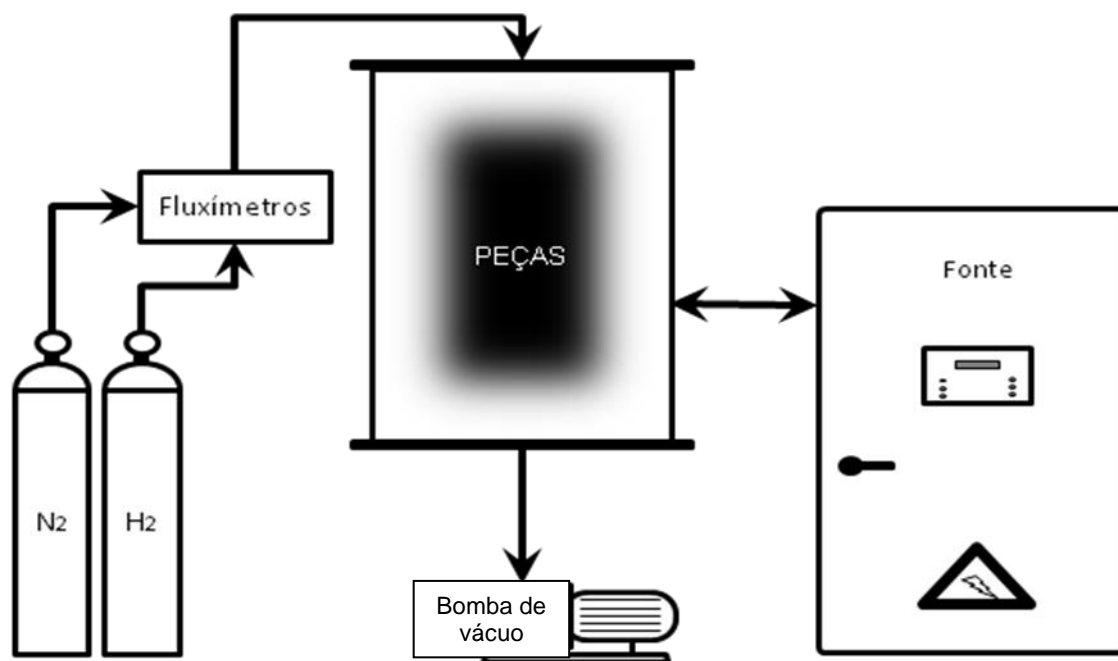 Fluxímetros
PEÇAS
Fonte
N2
H2
Bomba de
vácuo